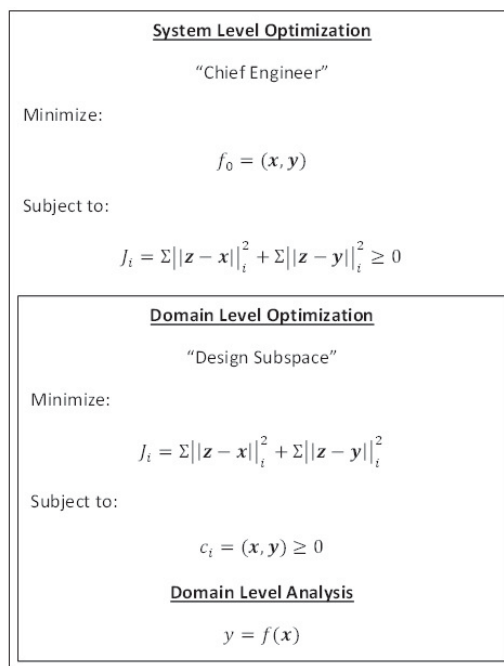 System Level Optimization
“Chief Engineer”
Minimize:
f₀ = (x, y)
Subject to:
Jᵢ = Σ||z − x||ᵢ² + Σ||z − y||ᵢ² ≥ 0
Domain Level Optimization
“Design Subspace”
Minimize:
Jᵢ = Σ||z − x||ᵢ² + Σ||z − y||ᵢ²
Subject to:
cᵢ = (x, y) ≥ 0
Domain Level Analysis
y = f(x)